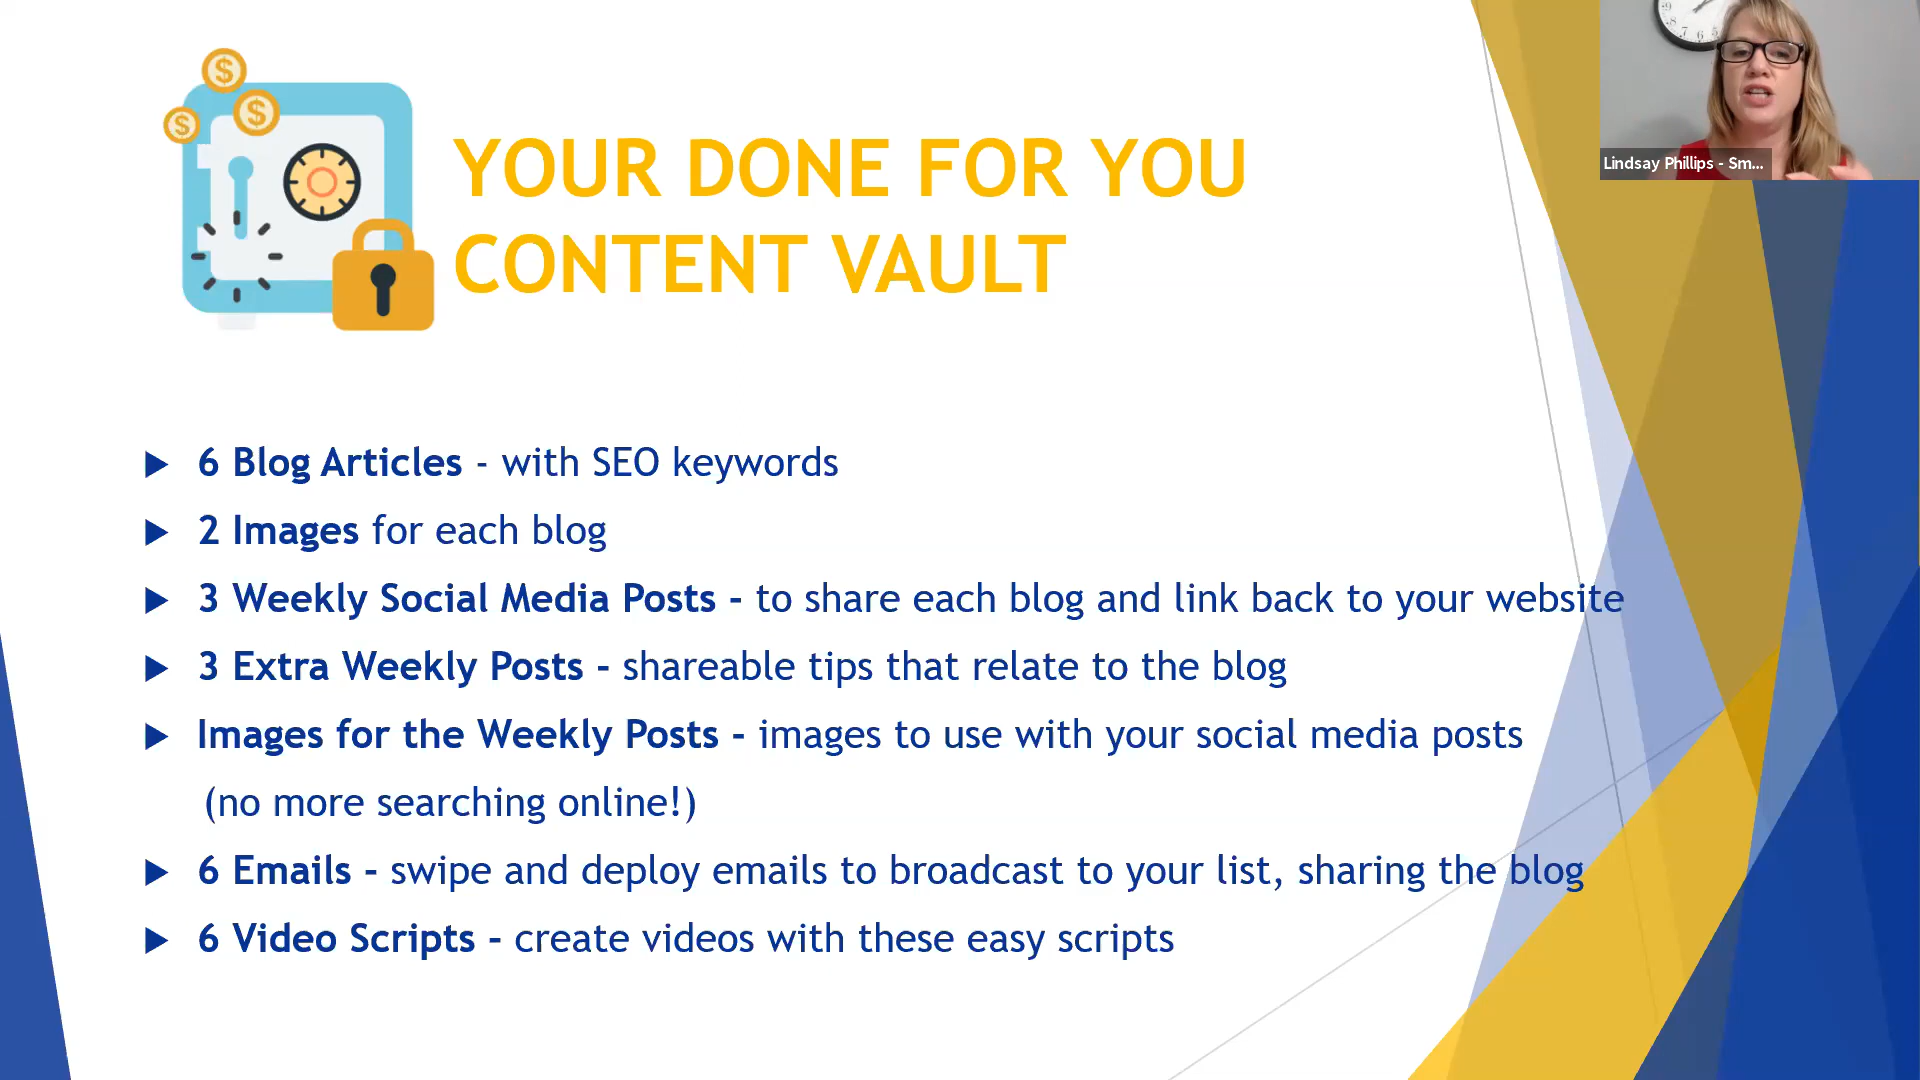 YOUR DONE FOR YOU
CONTENT VAULT
6 Blog Articles - with SEO keywords
2 Images for each blog
3 Weekly Social Media Posts - to share each blog and link back to your website
3 Extra Weekly Posts - shareable tips that relate to the blog
Images for the Weekly Posts - images to use with your social media posts
(no more searching online!)
6 Emails - swipe and deploy emails to broadcast to your list, sharing the blog
6 Video Scripts - create videos with these easy scripts
Lindsay Phillips - Sm...
$
$
$